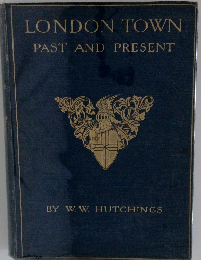 LONDON TOWN
PAST AND PRESENT
BY W. W. HUTCHINGS